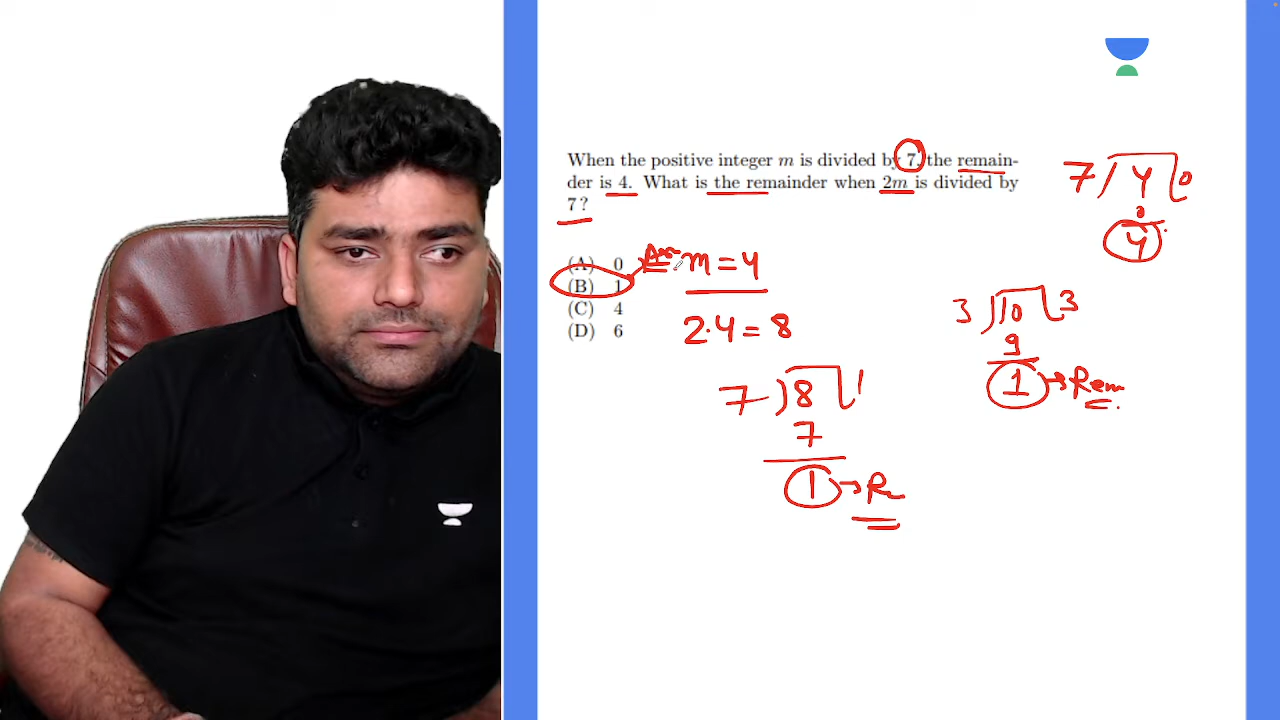 When the positive integer m is divided by 7, the remain-
der is 4. What is the remainder when 2m is divided by
7?
(A) 0
(B) 1
(C) 4
(D) 6
Ans
m = 4
2·4 = 8
7) 8 ( 1
7
1 → R
3) 10 ( 3
9
1 → Rem
7) 4 ( 0
0
4